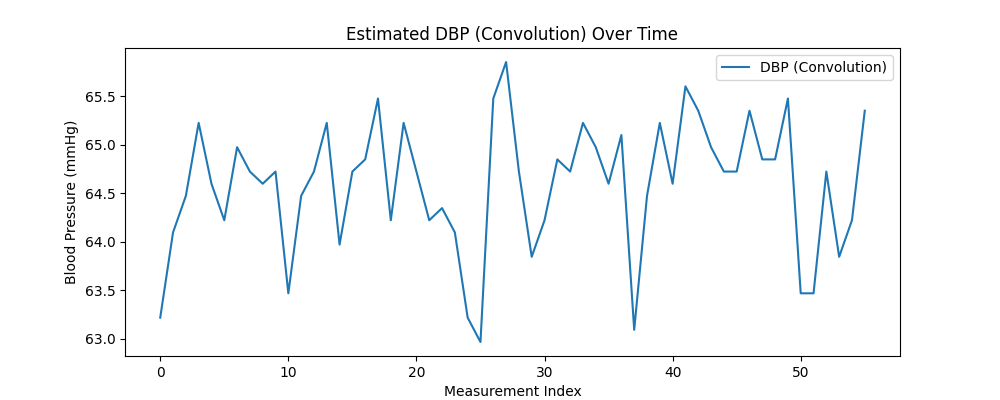 Estimated DBP (Convolution) Over Time
DBP (Convolution)
Blood Pressure (mmHg)
65.5
65.0
64.5
64.0
63.5
63.0
0 10 20 30 40 50
Measurement Index